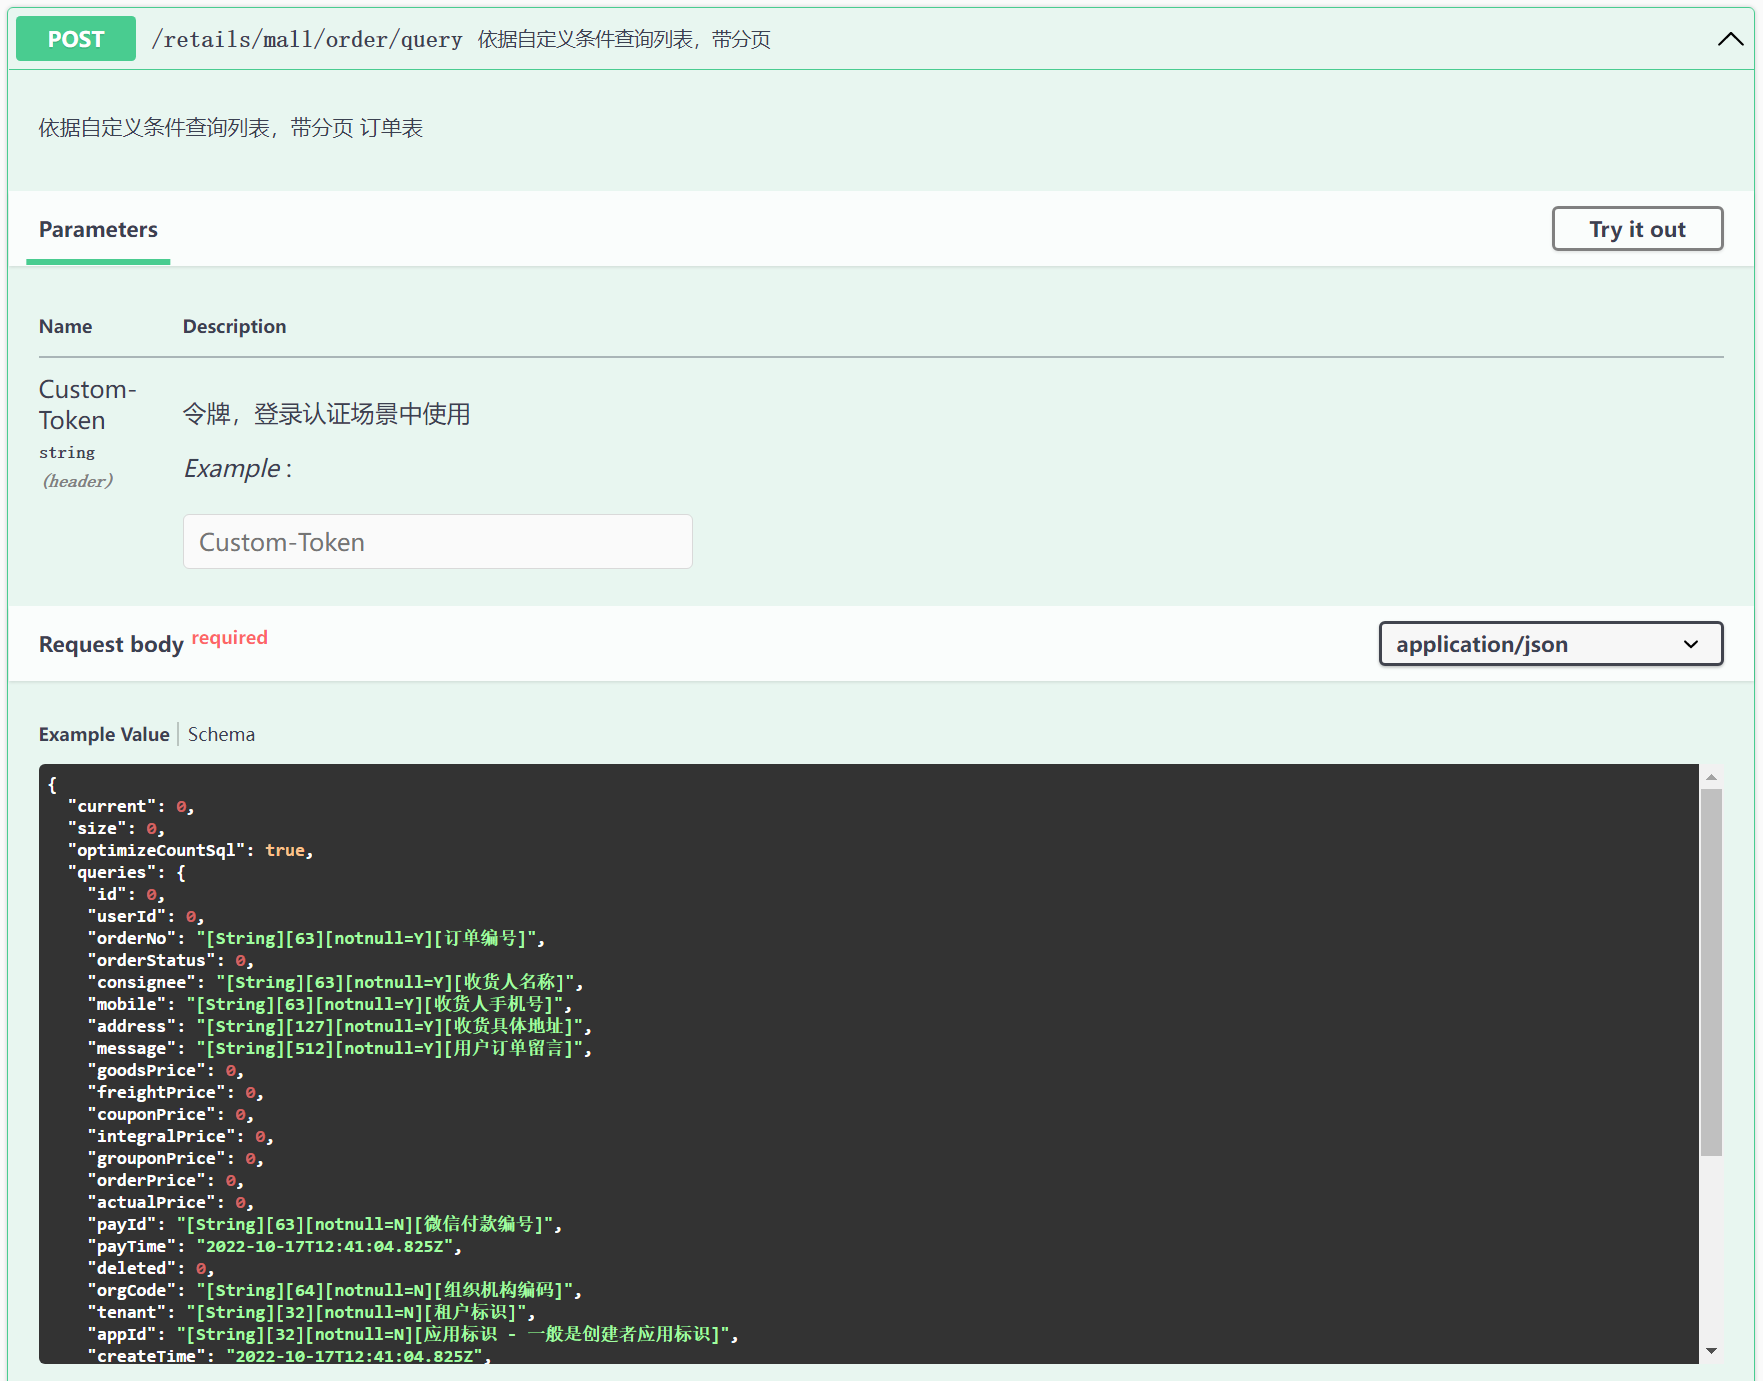 POST /retails/mall/order/query 依据自定义条件查询列表，带分页
依据自定义条件查询列表，带分页 订单表
Parameters
Try it out
Name Description
Custom-
Token
string
(header)
令牌，登录认证场景中使用
Example :
Custom-Token
Request body required
application/json
Example Value Schema
{
  "current": 0,
  "size": 0,
  "optimizeCountSql": true,
  "queries": {
    "id": 0,
    "userId": 0,
    "orderNo": "[String][63][notnull=Y][订单编号]",
    "orderStatus": 0,
    "consignee": "[String][63][notnull=Y][收货人名称]",
    "mobile": "[String][63][notnull=Y][收货人手机号]",
    "address": "[String][127][notnull=Y][收货具体地址]",
    "message": "[String][512][notnull=Y][用户订单留言]",
    "goodsPrice": 0,
    "freightPrice": 0,
    "couponPrice": 0,
    "integralPrice": 0,
    "grouponPrice": 0,
    "orderPrice": 0,
    "actualPrice": 0,
    "payId": "[String][63][notnull=N][微信付款编号]",
    "payTime": "2022-10-17T12:41:04.825Z",
    "deleted": 0,
    "orgCode": "[String][64][notnull=N][组织机构编码]",
    "tenant": "[String][32][notnull=N][租户标识]",
    "appId": "[String][32][notnull=N][应用标识 - 一般是创建者应用标识]",
    "createTime": "2022-10-17T12:41:04.825Z",